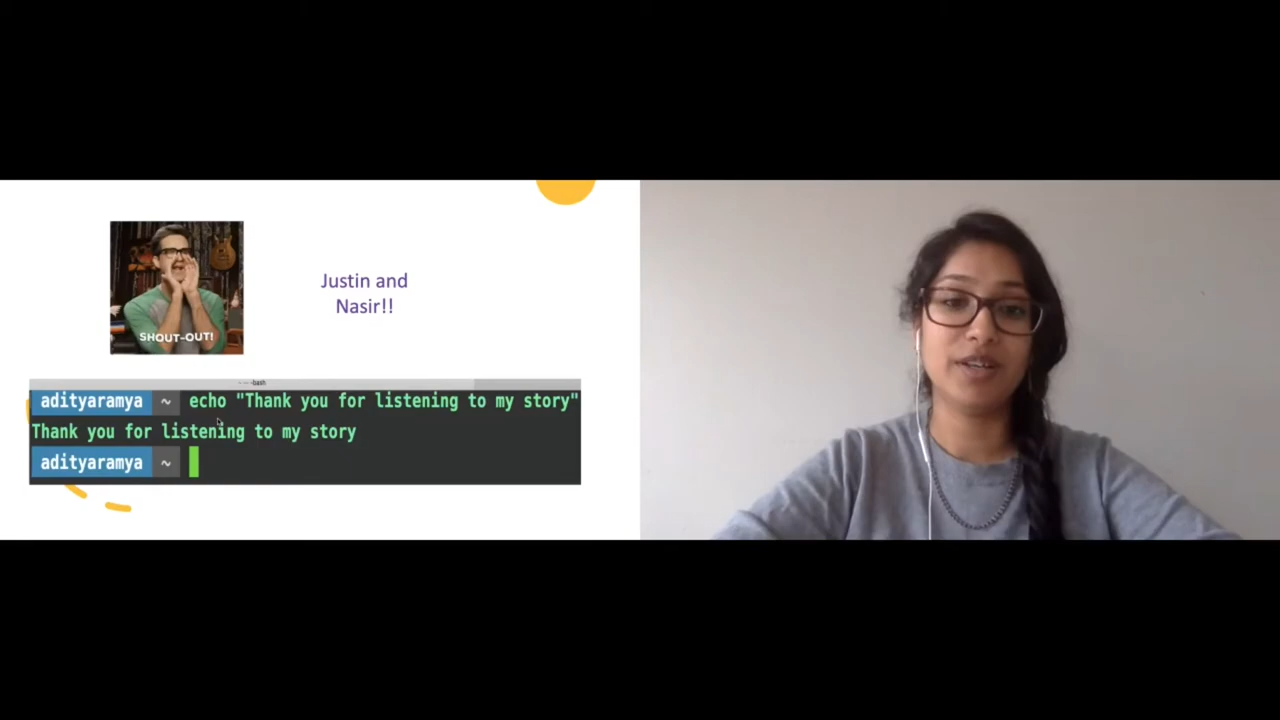 SHOUT-OUT!
Justin and
Nasir!!
-bash
adityaramya ~ echo "Thank you for listening to my story"
Thank you for listening to my story
adityaramya ~